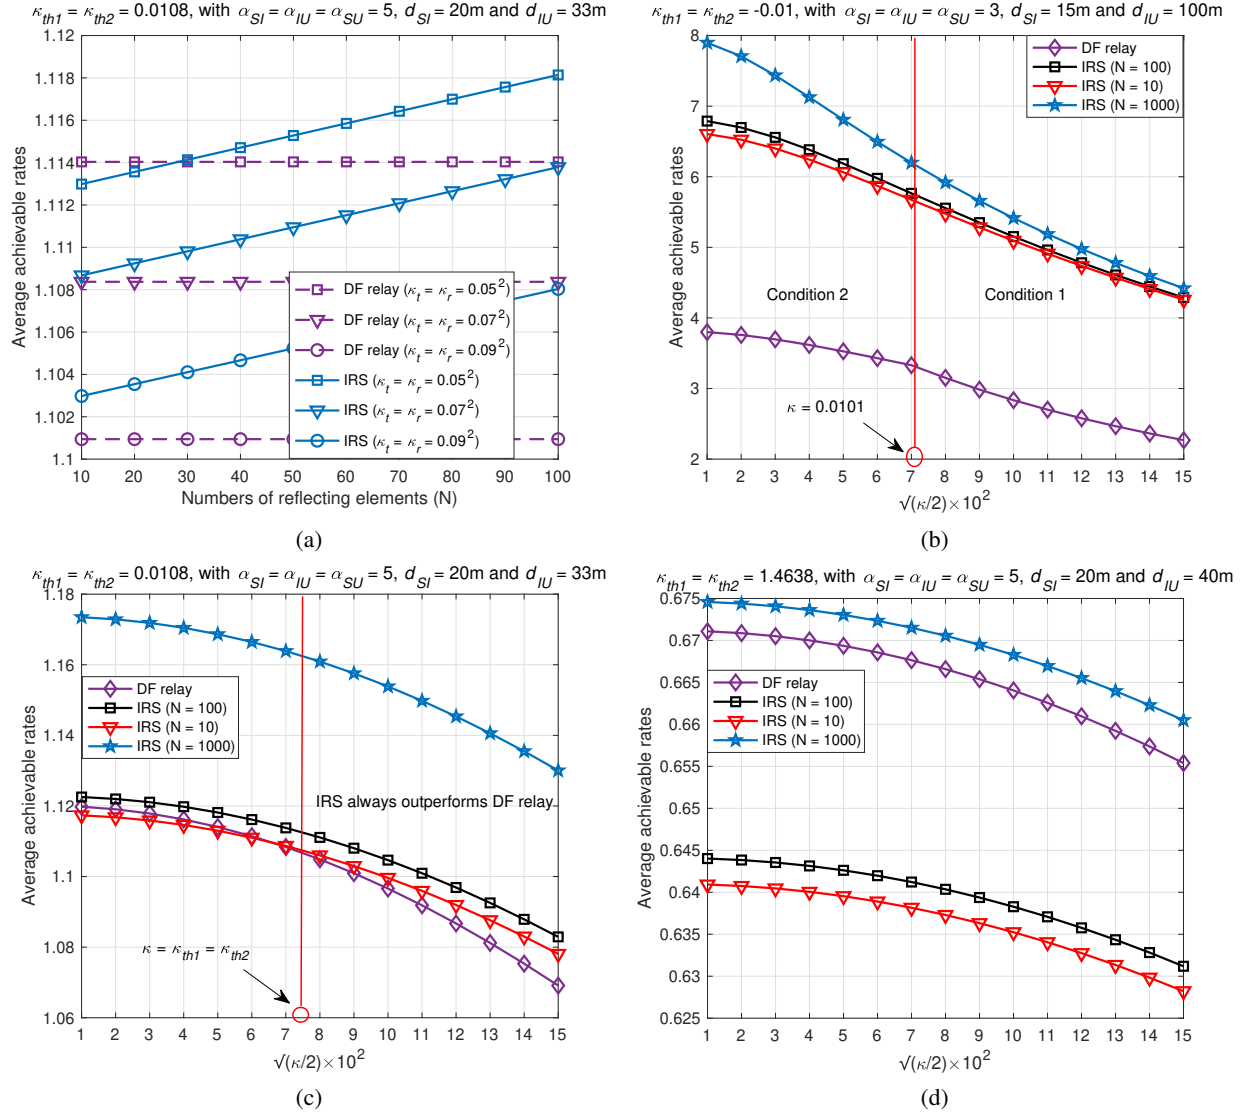 κth1 = κth2 = 0.0108, with αSI = αIU = αSU = 5, dSI = 20m and dIU = 33m
1.12
1.118
1.116
1.114
1.112
1.11
1.108
1.106
1.104
1.102
1.1
Average achievable rates
DF relay (κt = κr = 0.05²)
DF relay (κt = κr = 0.07²)
DF relay (κt = κr = 0.09²)
IRS (κt = κr = 0.05²)
IRS (κt = κr = 0.07²)
IRS (κt = κr = 0.09²)
10 20 30 40 50 60 70 80 90 100
Numbers of reflecting elements (N)
(a)
κth1 = κth2 = -0.01, with αSI = αIU = αSU = 3, dSI = 15m and dIU = 100m
8
7
6
5
4
3
2
Average achievable rates
DF relay
IRS (N = 100)
IRS (N = 10)
IRS (N = 1000)
Condition 2
Condition 1
κ = 0.0101
1 2 3 4 5 6 7 8 9 10 11 12 13 14 15
√(κ/2)×10²
(b)
κth1 = κth2 = 0.0108, with αSI = αIU = αSU = 5, dSI = 20m and dIU = 33m
1.18
1.16
1.14
1.12
1.1
1.08
1.06
Average achievable rates
DF relay
IRS (N = 100)
IRS (N = 10)
IRS (N = 1000)
IRS always outperforms DF relay
κ = κth1 = κth2
1 2 3 4 5 6 7 8 9 10 11 12 13 14 15
√(κ/2)×10²
(c)
κth1 = κth2 = 1.4638, with αSI = αIU = αSU = 5, dSI = 20m and dIU = 40m
0.675
0.67
0.665
0.66
0.655
0.65
0.645
0.64
0.635
0.63
0.625
Average achievable rates
DF relay
IRS (N = 100)
IRS (N = 10)
IRS (N = 1000)
1 2 3 4 5 6 7 8 9 10 11 12 13 14 15
√(κ/2)×10²
(d)